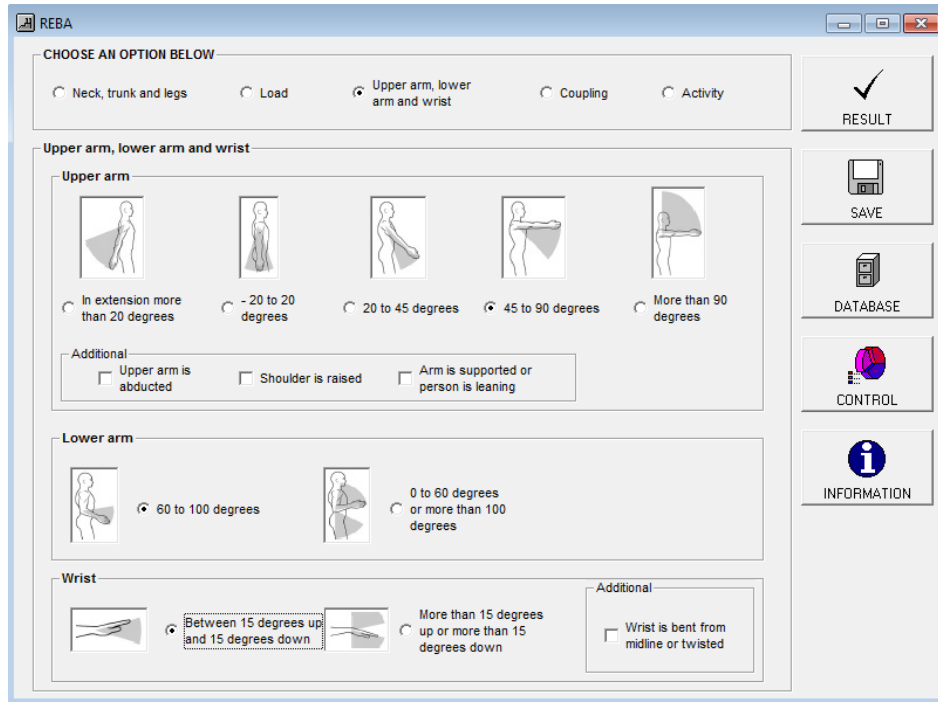 REBA
CHOOSE AN OPTION BELOW
Neck, trunk and legs
Load
Upper arm, lower
arm and wrist
Coupling
Activity
RESULT
SAVE
DATABASE
CONTROL
INFORMATION
Upper arm, lower arm and wrist
Upper arm
In extension more
than 20 degrees
- 20 to 20
degrees
20 to 45 degrees
45 to 90 degrees
More than 90
degrees
Additional
Upper arm is
abducted
Shoulder is raised
Arm is supported or
person is leaning
Lower arm
60 to 100 degrees
0 to 60 degrees
or more than 100
degrees
Wrist
Between 15 degrees up
and 15 degrees down
More than 15 degrees
up or more than 15
degrees down
Additional
Wrist is bent from
midline or twisted